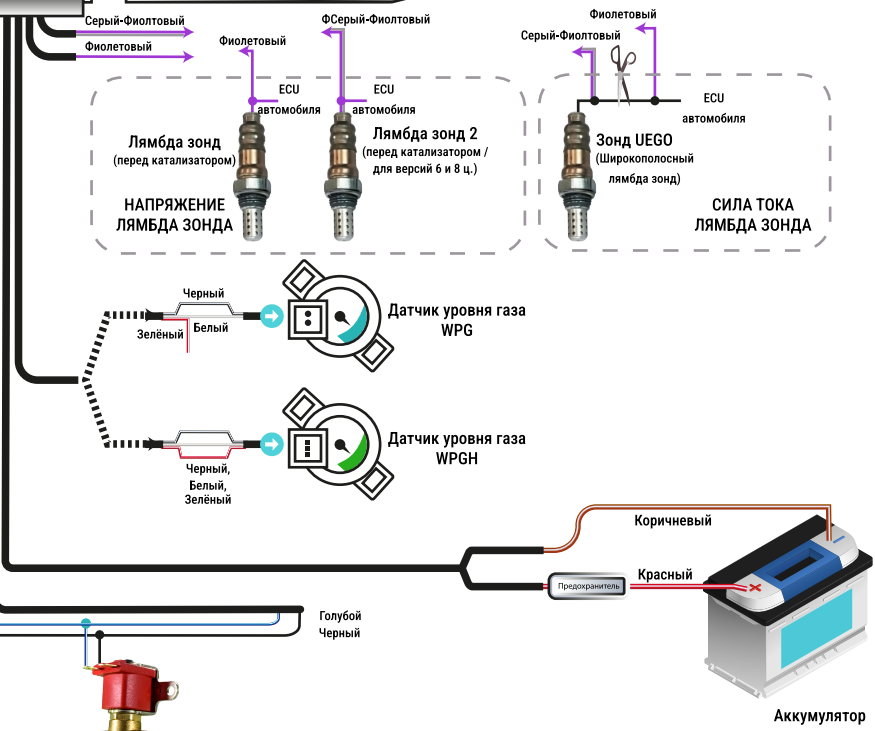 Серый-Фиолтовый
Фиолетовый
Фиолетовый
ФСерый-Фиолтовый
Фиолетовый
Серый-Фиолтовый
ECU
автомобиля
ECU
автомобиля
ECU
автомобиля
Лямбда зонд
(перед катализатором)
Лямбда зонд 2
(перед катализатором /
для версий 6 и 8 ц.)
Зонд UEGO
(Широкополосный
лямбда зонд)
НАПРЯЖЕНИЕ
ЛЯМБДА ЗОНДА
СИЛА ТОКА
ЛЯМБДА ЗОНДА
Черный
Зелёный
Белый
Датчик уровня газа
WPG
Датчик уровня газа
WPGH
Черный,
Белый,
Зелёный
Коричневый
Предохранитель
Красный
Голубой
Черный
Аккумулятор